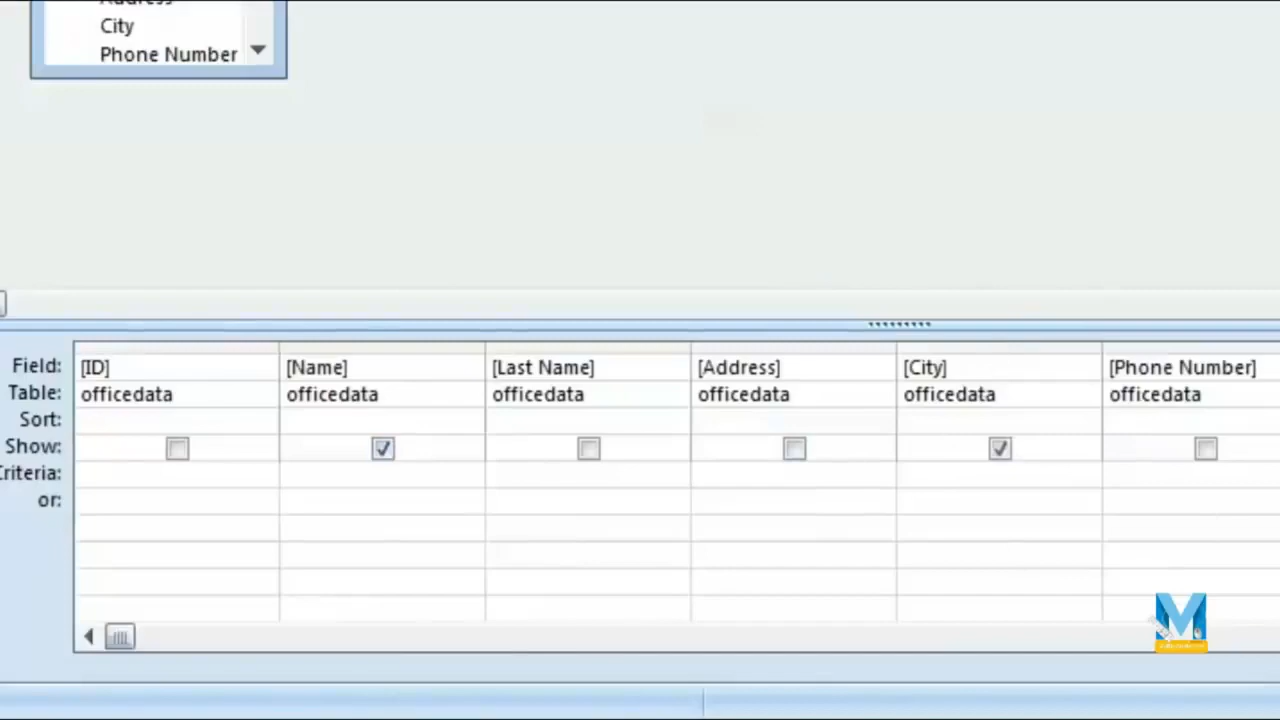 City
Phone Number
Field: [ID] [Name] [Last Name] [Address] [City] [Phone Number]
Table: officedata officedata officedata officedata officedata officedata
Sort:
Show:
Criteria:
or:
M